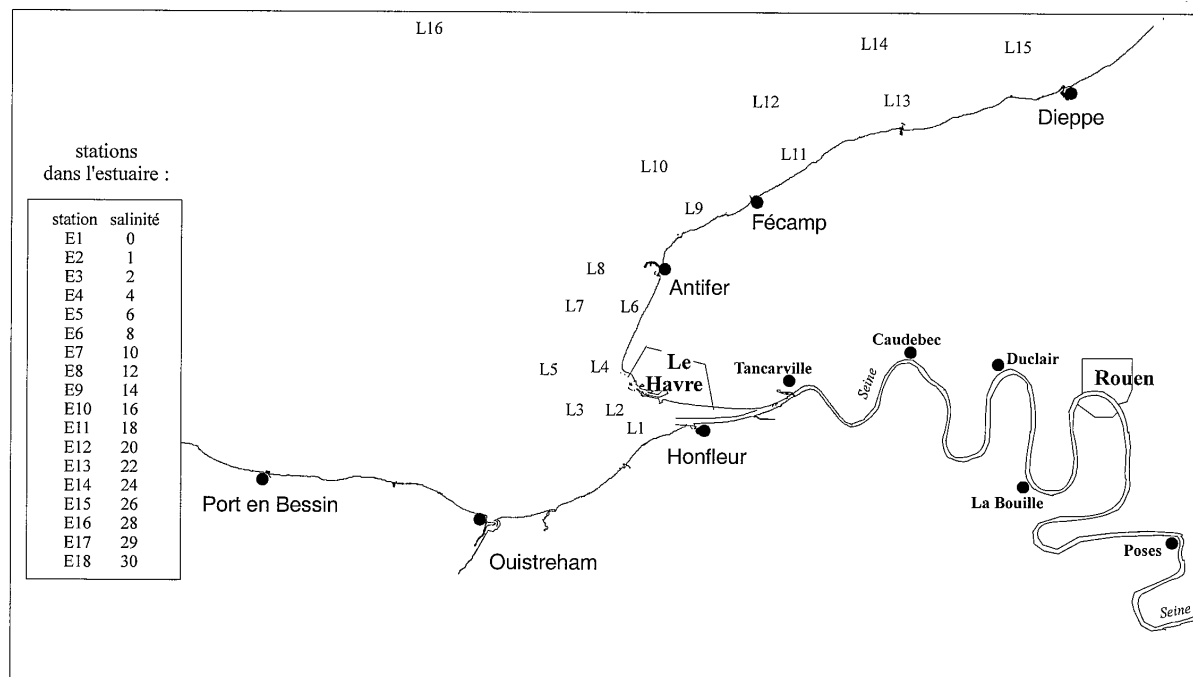 L16
L14
L15
L12
L13
Dieppe
L11
L10
L9
Fécamp
L8
Antifer
L7
L6
stations
dans l'estuaire :
station salinité
E1 0
E2 1
E3 2
E4 4
E5 6
E6 8
E7 10
E8 12
E9 14
E10 16
E11 18
E12 20
E13 22
E14 24
E15 26
E16 28
E17 29
E18 30
L5
L4
Le
Havre
L3
L2
L1
Tancarville
Caudebec
Seine
Duclair
Rouen
Honfleur
La Bouille
Port en Bessin
Ouistreham
Poses
Seine